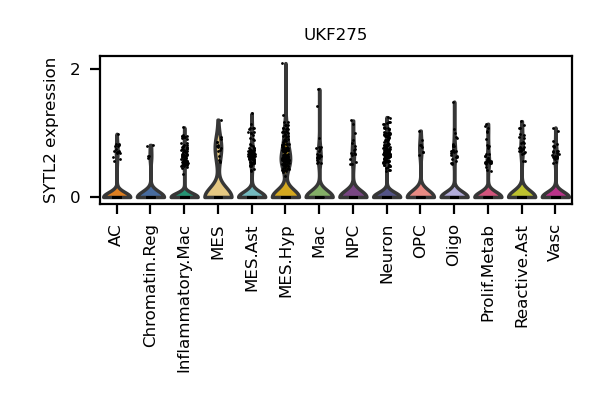 UKF275
SYTL2 expression
2
0
AC
Chromatin.Reg
Inflammatory.Mac
MES
MES.Ast
MES.Hyp
Mac
NPC
Neuron
OPC
Oligo
Prolif.Metab
Reactive.Ast
Vasc